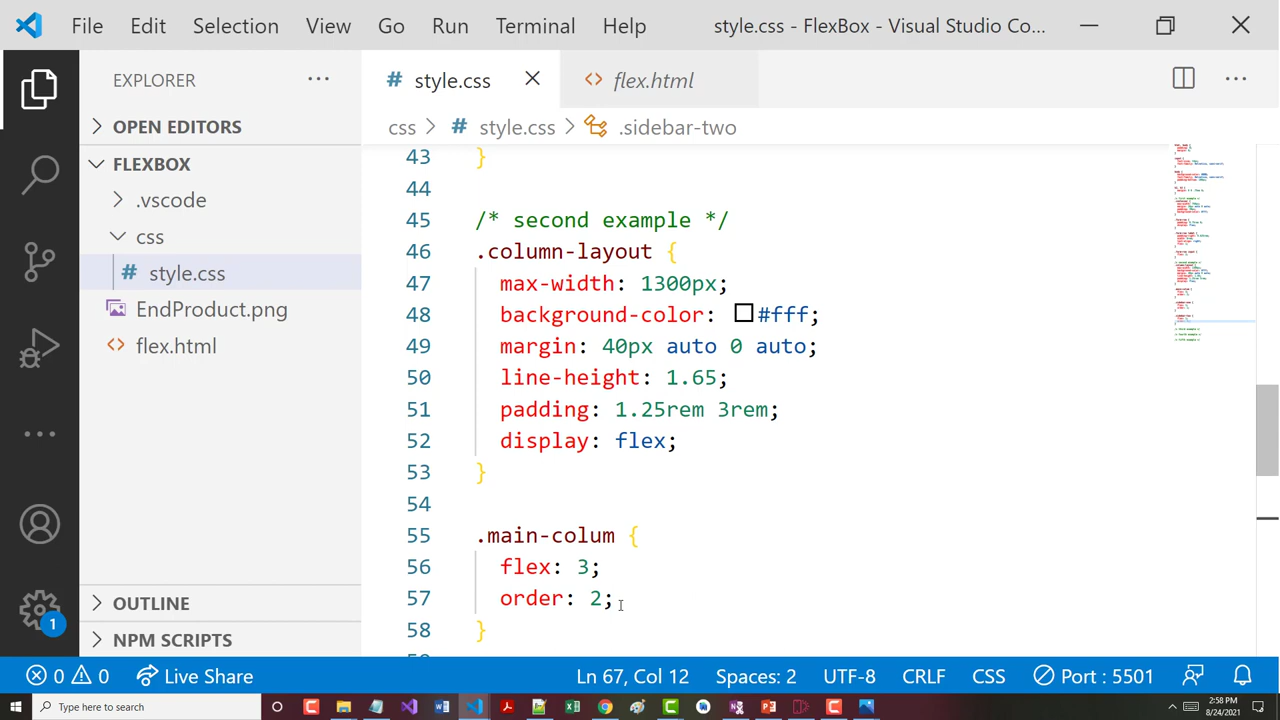 File Edit Selection View Go Run Terminal Help style.css - FlexBox - Visual Studio Co...
EXPLORER
OPEN EDITORS
FLEXBOX
.vscode
css
# style.css
EndProduct.png
<> flex.html
OUTLINE
NPM SCRIPTS
1
# style.css <> flex.html
css > # style.css > .sidebar-two
43 }
44
45 /* second example */
46 .column-layout {
47 max-width: 1300px;
48 background-color: #fff;
49 margin: 40px auto 0 auto;
50 line-height: 1.65;
51 padding: 1.25rem 3rem;
52 display: flex;
53 }
54
55 .main-colum {
56 flex: 3;
57 order: 2;
58 }
0 0 Live Share Ln 67, Col 12 Spaces: 2 UTF-8 CRLF CSS Port : 5501
Type here to search
2:58 PM
8/24/2021